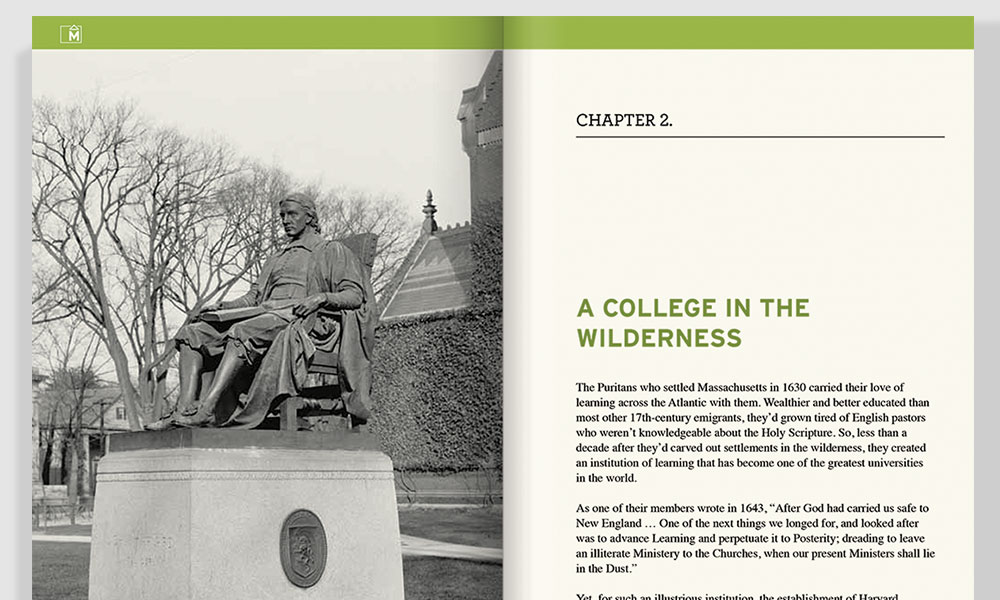 M
CHAPTER 2.
A COLLEGE IN THE
WILDERNESS
The Puritans who settled Massachusetts in 1630 carried their love of
learning across the Atlantic with them. Wealthier and better educated than
most other 17th-century emigrants, they’d grown tired of English pastors
who weren’t knowledgeable about the Holy Scripture. So, less than a
decade after they’d carved out settlements in the wilderness, they created
an institution of learning that has become one of the greatest universities
in the world.
As one of their members wrote in 1643, “After God had carried us safe to
New England … One of the next things we longed for, and looked after
was to advance Learning and perpetuate it to Posterity; dreading to leave
an illiterate Ministery to the Churches, when our present Ministers shall lie
in the Dust.”
Yet, for such an illustrious institution, the establishment of Harvard